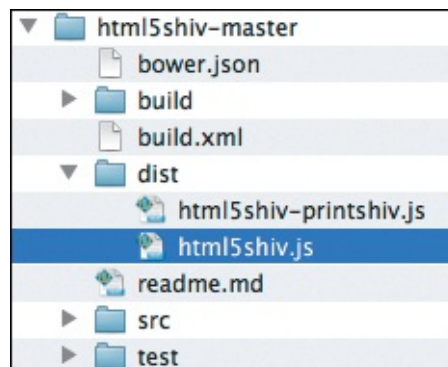 html5shiv-master
bower.json
build
build.xml
dist
html5shiv-printshiv.js
html5shiv.js
readme.md
src
test